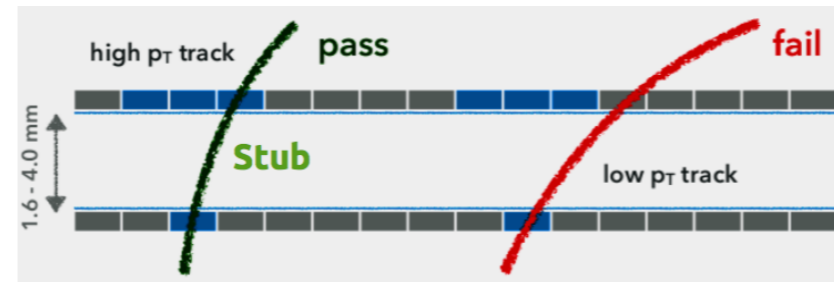 high pT track
pass
fail
1.6 - 4.0 mm
Stub
low pT track